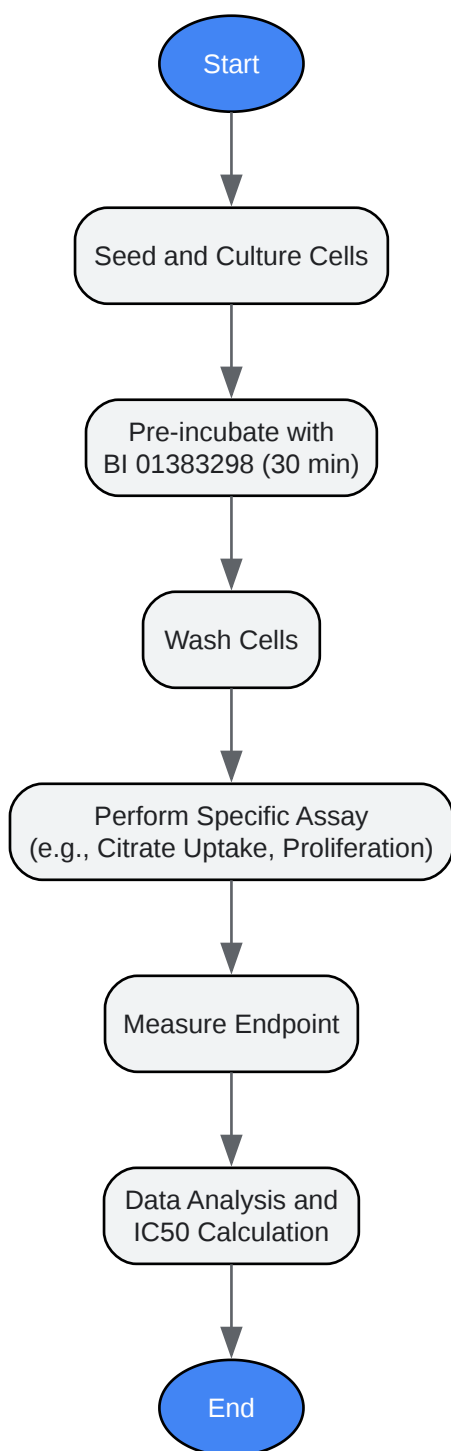 Start
Seed and Culture Cells
Pre-incubate with
BI 01383298 (30 min)
Wash Cells
Perform Specific Assay
(e.g., Citrate Uptake, Proliferation)
Measure Endpoint
Data Analysis and
IC50 Calculation
End